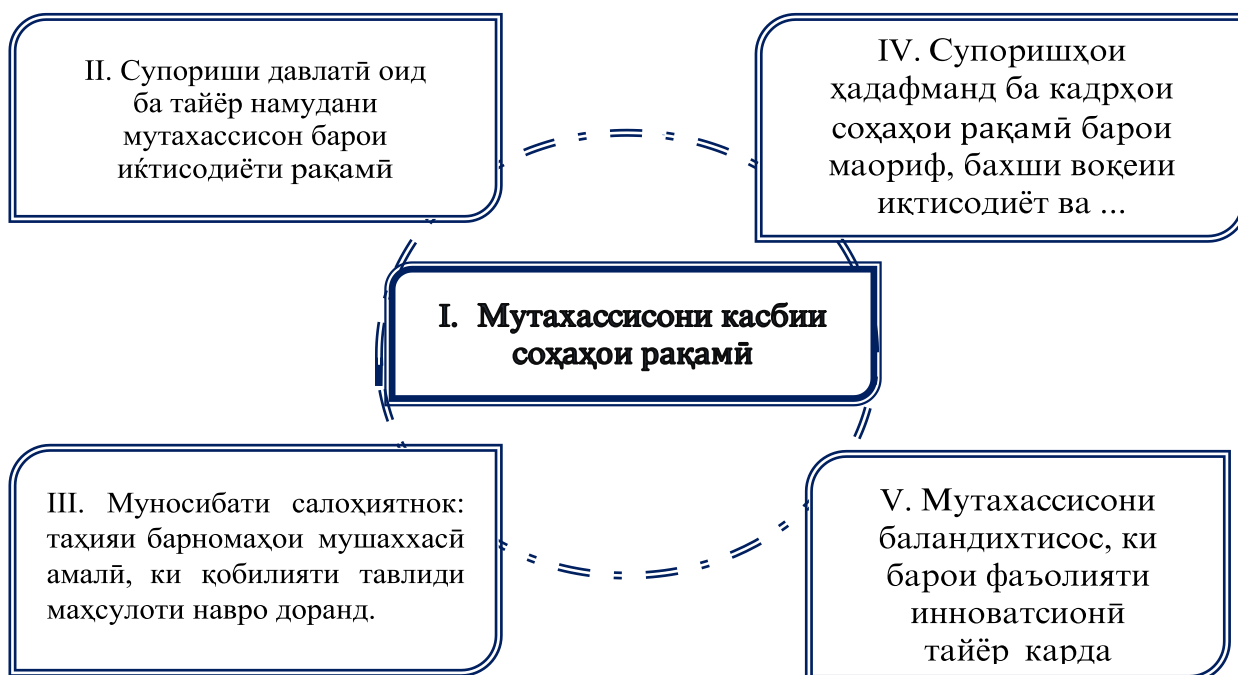 II. Супориши давлатӣ оид
ба тайёр намудани
мутахассисон барои
иќтисодиёти рақамӣ
IV. Супоришҳои
ҳадафманд ба кадрҳои
соҳаҳои рақамӣ барои
маориф, бахши воқеии
иқтисодиёт ва ...
I. Мутахассисони касбии
соҳаҳои рақамӣ
III. Муносибати салоҳиятнок:
таҳияи барномаҳои мушаххасӣ
амалӣ, ки қобилияти тавлиди
маҳсулоти навро доранд.
V. Мутахассисони
баландихтисос, ки
барои фаъолияти
инноватсионӣ
тайёр карда